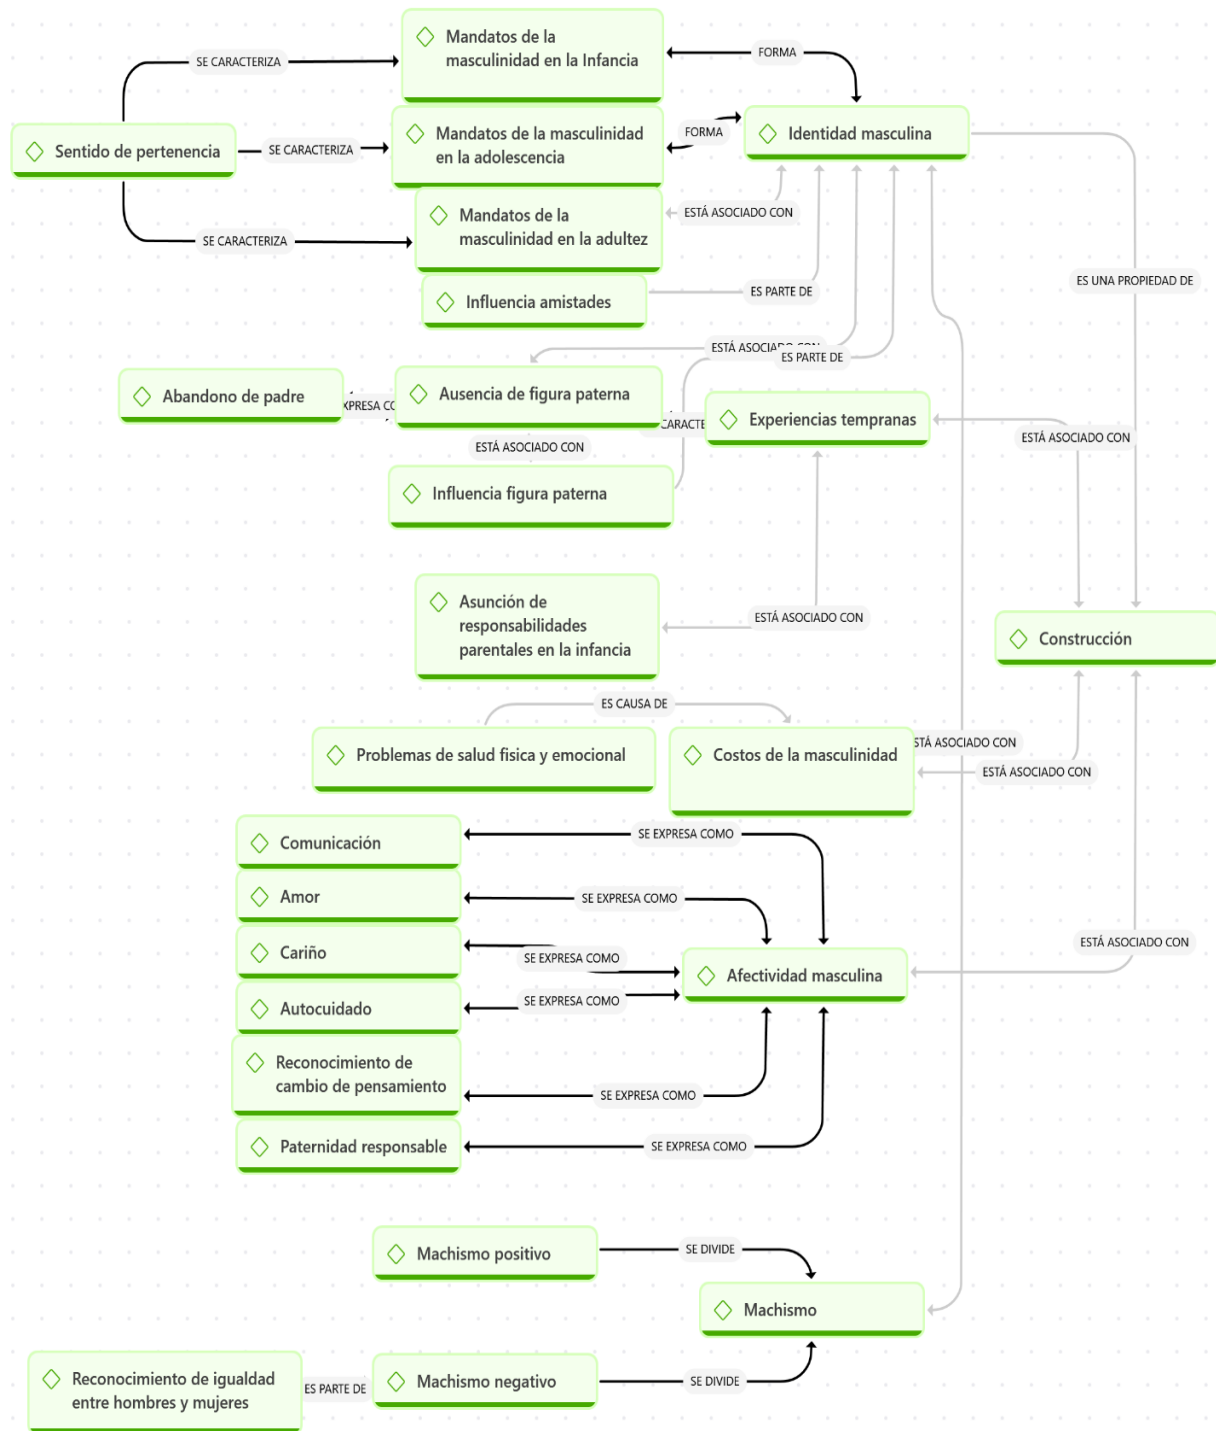 Mandatos de la
masculinidad en la Infancia
FORMA
SE CARACTERIZA
Sentido de pertenencia
SE CARACTERIZA
Mandatos de la masculinidad
en la adolescencia
FORMA
Identidad masculina
Mandatos de la
masculinidad en la adultez
ESTÁ ASOCIADO CON
SE CARACTERIZA
Influencia amistades
ES PARTE DE
ES UNA PROPIEDAD DE
ESTÁ ASOCIADO CON
ES PARTE DE
Abandono de padre
Ausencia de figura paterna
Experiencias tempranas
ESTÁ ASOCIADO CON
ESTÁ ASOCIADO CON
Influencia figura paterna
Asunción de
responsabilidades
parentales en la infancia
ESTÁ ASOCIADO CON
Construcción
ES CAUSA DE
Problemas de salud fisica y emocional
Costos de la masculinidad
STÁ ASOCIADO CON
ESTÁ ASOCIADO CON
Comunicación
SE EXPRESA COMO
Amor
SE EXPRESA COMO
Cariño
SE EXPRESA COMO
ESTÁ ASOCIADO CON
Afectividad masculina
Autocuidado
SE EXPRESA COMO
Reconocimiento de
cambio de pensamiento
SE EXPRESA COMO
Paternidad responsable
SE EXPRESA COMO
Machismo positivo
SE DIVIDE
Machismo
Reconocimiento de igualdad
entre hombres y mujeres
ES PARTE DE
Machismo negativo
SE DIVIDE